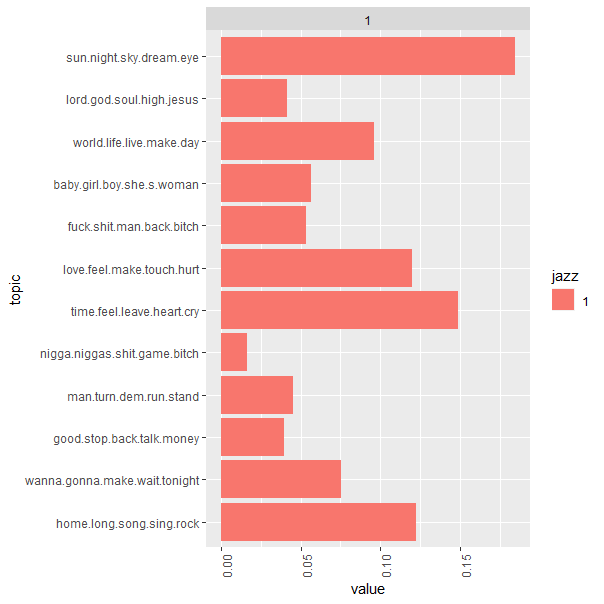 1
sun.night.sky.dream.eye
lord.god.soul.high.jesus
world.life.live.make.day
baby.girl.boy.she.s.woman
fuck.shit.man.back.bitch
love.feel.make.touch.hurt
time.feel.leave.heart.cry
nigga.niggas.shit.game.bitch
man.turn.dem.run.stand
good.stop.back.talk.money
wanna.gonna.make.wait.tonight
home.long.song.sing.rock
topic
0.00
0.05
0.10
0.15
value
jazz
1